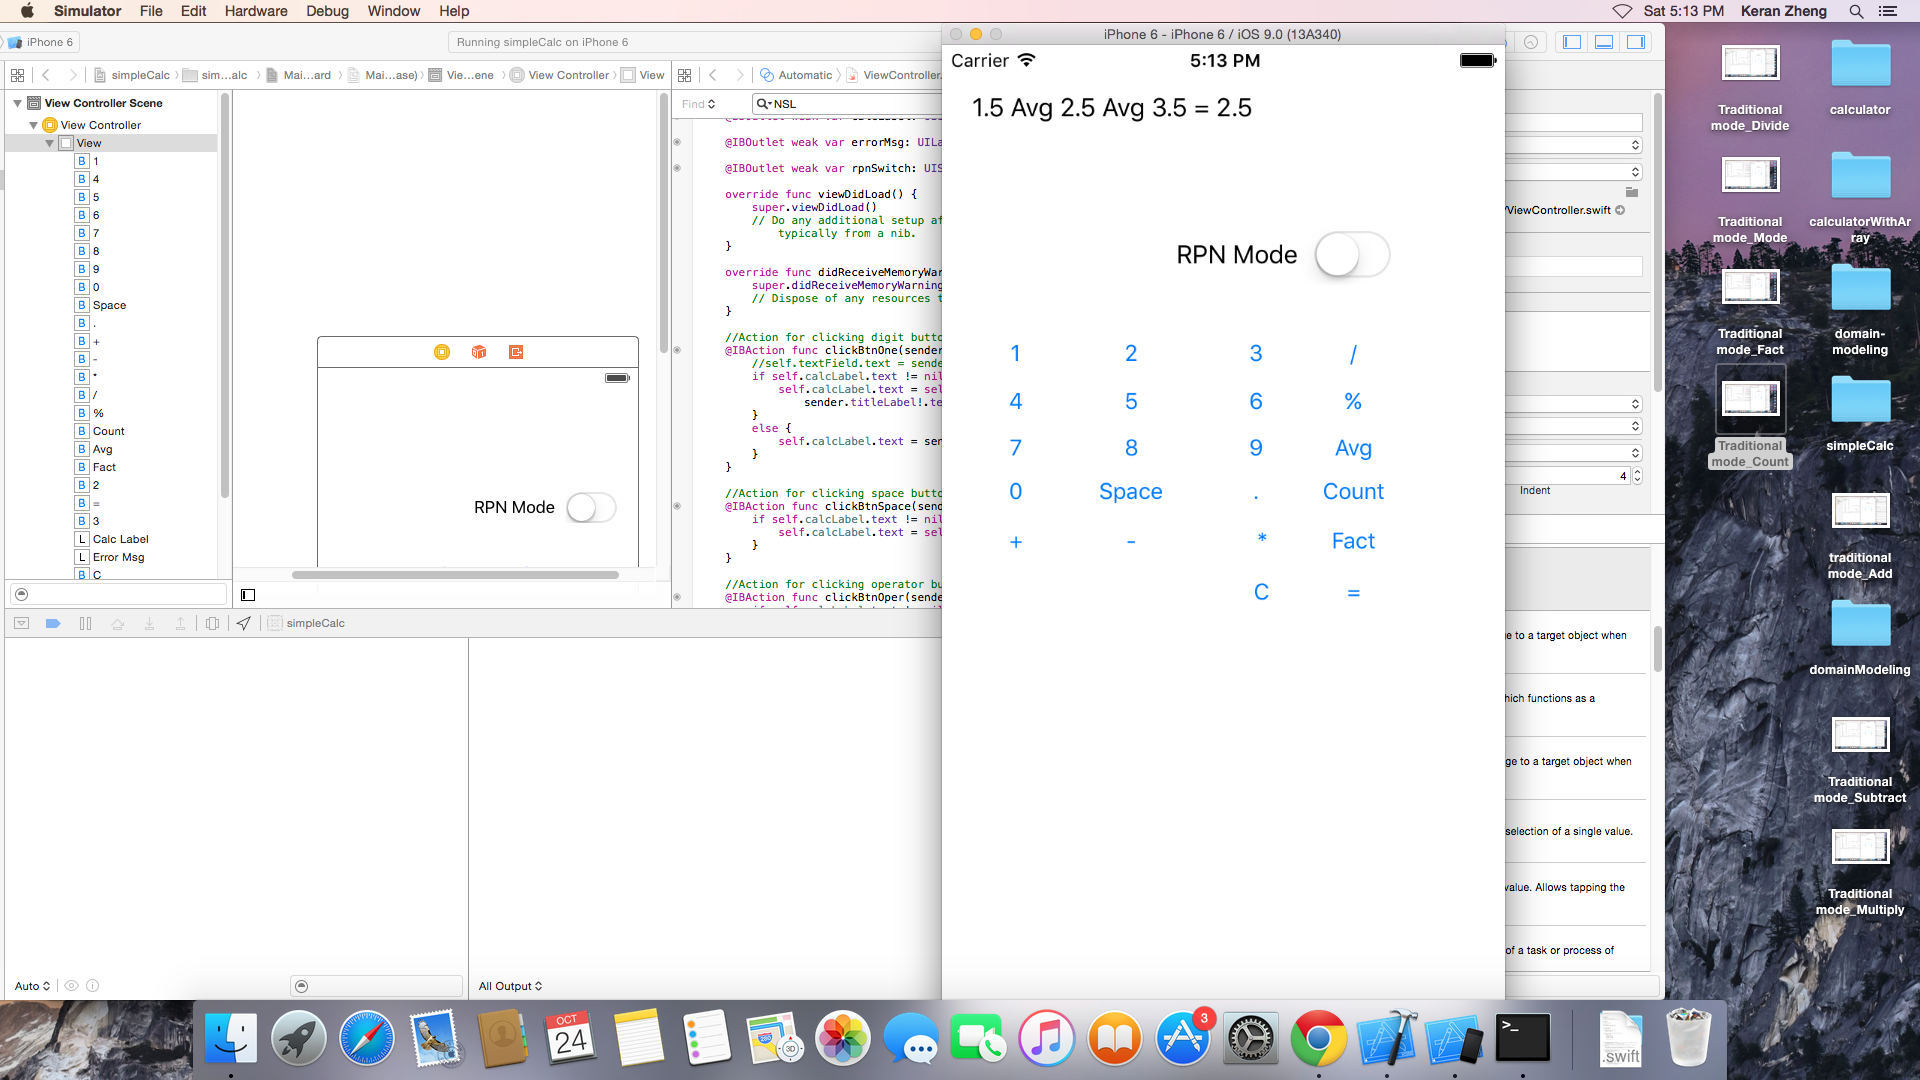 Simulator File Edit Hardware Debug Window Help
Sat 5:13 PM Keran Zheng
iPhone 6
Running simpleCalc on iPhone 6
iPhone 6 - iPhone 6 / iOS 9.0 (13A340)
simpleCalc
sim...alc
Mai...ard
Mai...ase)
Vie...ene
View Controller
View
Automatic
ViewController.
View Controller Scene
View Controller
View
B 1
B 4
B 5
B 6
B 7
B 8
B 9
B 0
B Space
B .
B +
B -
B *
B /
B %
B Count
B Avg
B Fact
B 2
B =
B 3
L Calc Label
L Error Msg
B C
RPN Mode
Find
NSL
@IBOutlet weak var errorMsg: UILa
@IBOutlet weak var rpnSwitch: UIS
override func viewDidLoad() {
super.viewDidLoad()
// Do any additional setup af
typically from a nib.
}
override func didReceiveMemoryWar
super.didReceiveMemoryWarning
// Dispose of any resources t
}
//Action for clicking digit butto
@IBAction func clickBtnOne(sender
//self.textField.text = sende
if self.calcLabel.text != nil
self.calcLabel.text = sel
sender.titleLabel!.te
}
else {
self.calcLabel.text = sen
}
}
//Action for clicking space butto
@IBAction func clickBtnSpace(send
if self.calcLabel.text != nil
self.calcLabel.text = sel
}
}
//Action for clicking operator bu
@IBAction func clickBtnOper(sende
simpleCalc
Auto
All Output
Carrier
5:13 PM
1.5 Avg 2.5 Avg 3.5 = 2.5
RPN Mode
1 2 3 /
4 5 6 %
7 8 9 Avg
0 Space . Count
+ - * Fact
C =
/ViewController.swift
4
Indent
e to a target object when
hich functions as a
ge to a target object when
selection of a single value.
value. Allows tapping the
of a task or process of
Traditional
mode_Divide
calculator
Traditional
mode_Mode
calculatorWithAr
ray
Traditional
mode_Fact
domain-
modeling
Traditional
mode_Count
simpleCalc
traditional
mode_Add
domainModeling
Traditional
mode_Subtract
Traditional
mode_Multiply
OCT
24
280
3D
3
>_
.swift